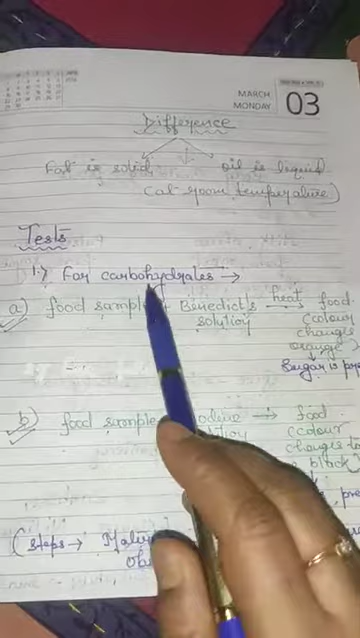 MARCH
MONDAY
03
Difference
Fat is solid
oil is liquid
(at room temperature)
Tests
1.) For carbohydrates →
a) food sample + Benedict's heat → food
solution (colour
changes
orange)
↓
Sugar is pre
b) food sample → food
(colour
changes to
black
↓
pre
(Steps →